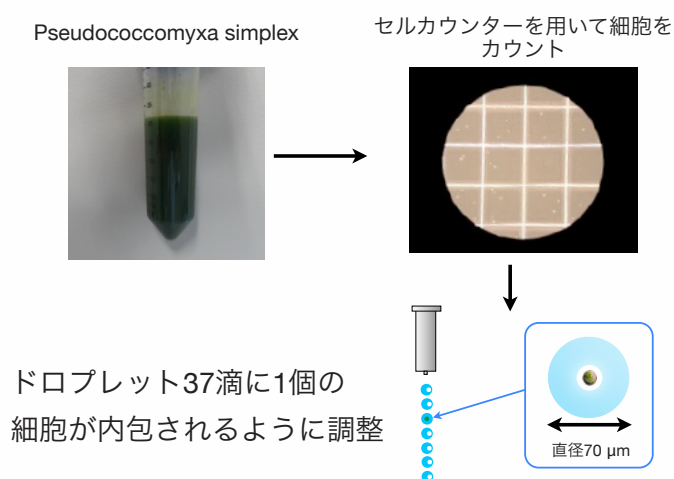 Pseudococcomyxa simplex
セルカウンターを用いて細胞を
カウント
ドロプレット37滴に1個の
細胞が内包されるように調整
直径70 μm